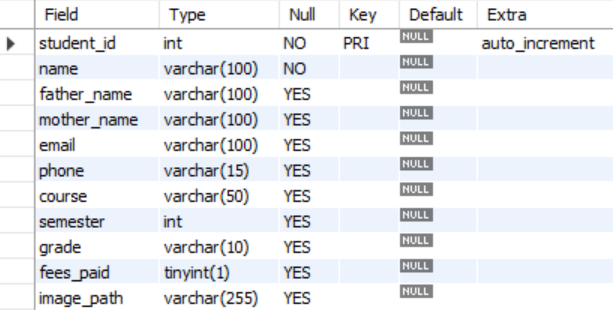 Field Type Null Key Default Extra
student_id int NO PRI NULL auto_increment
name varchar(100) NO NULL
father_name varchar(100) YES NULL
mother_name varchar(100) YES NULL
email varchar(100) YES NULL
phone varchar(15) YES NULL
course varchar(50) YES NULL
semester int YES NULL
grade varchar(10) YES NULL
fees_paid tinyint(1) YES NULL
image_path varchar(255) YES NULL